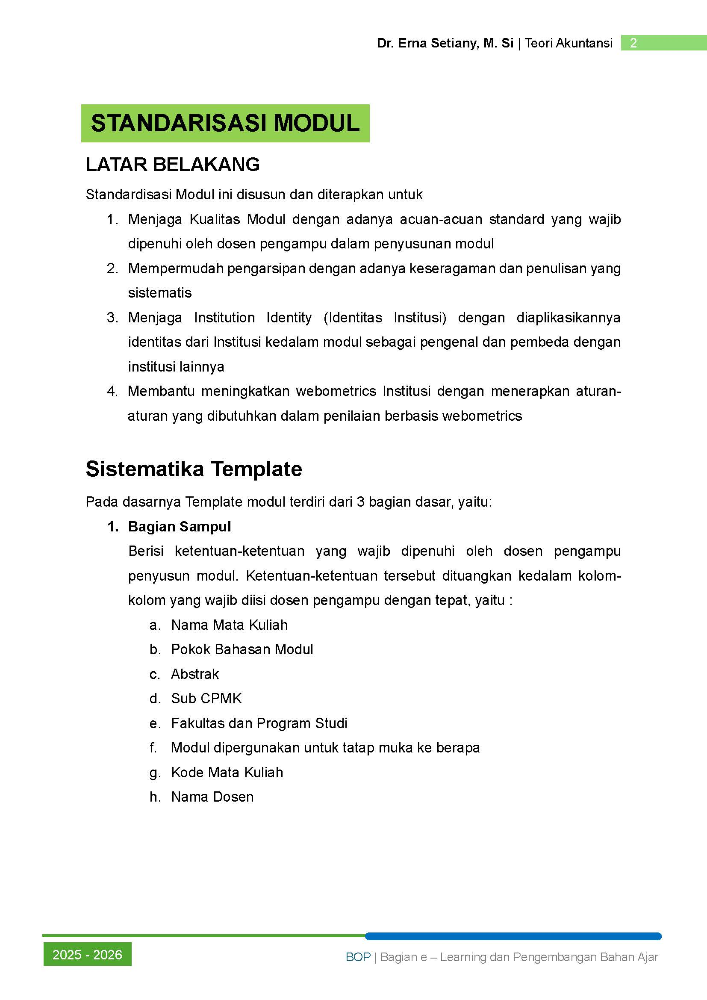 Dr. Erna Setiany, M. Si | Teori Akuntansi 2
STANDARISASI MODUL
LATAR BELAKANG
Standardisasi Modul ini disusun dan diterapkan untuk
1. Menjaga Kualitas Modul dengan adanya acuan-acuan standard yang wajib
dipenuhi oleh dosen pengampu dalam penyusunan modul
2. Mempermudah pengarsipan dengan adanya keseragaman dan penulisan yang
sistematis
3. Menjaga Institution Identity (Identitas Institusi) dengan diaplikasikannya
identitas dari Institusi kedalam modul sebagai pengenal dan pembeda dengan
institusi lainnya
4. Membantu meningkatkan webometrics Institusi dengan menerapkan aturan-
aturan yang dibutuhkan dalam penilaian berbasis webometrics
Sistematika Template
Pada dasarnya Template modul terdiri dari 3 bagian dasar, yaitu:
1. Bagian Sampul
Berisi ketentuan-ketentuan yang wajib dipenuhi oleh dosen pengampu
penyusun modul. Ketentuan-ketentuan tersebut dituangkan kedalam kolom-
kolom yang wajib diisi dosen pengampu dengan tepat, yaitu :
a. Nama Mata Kuliah
b. Pokok Bahasan Modul
c. Abstrak
d. Sub CPMK
e. Fakultas dan Program Studi
f. Modul dipergunakan untuk tatap muka ke berapa
g. Kode Mata Kuliah
h. Nama Dosen
2025 - 2026
BOP | Bagian e – Learning dan Pengembangan Bahan Ajar